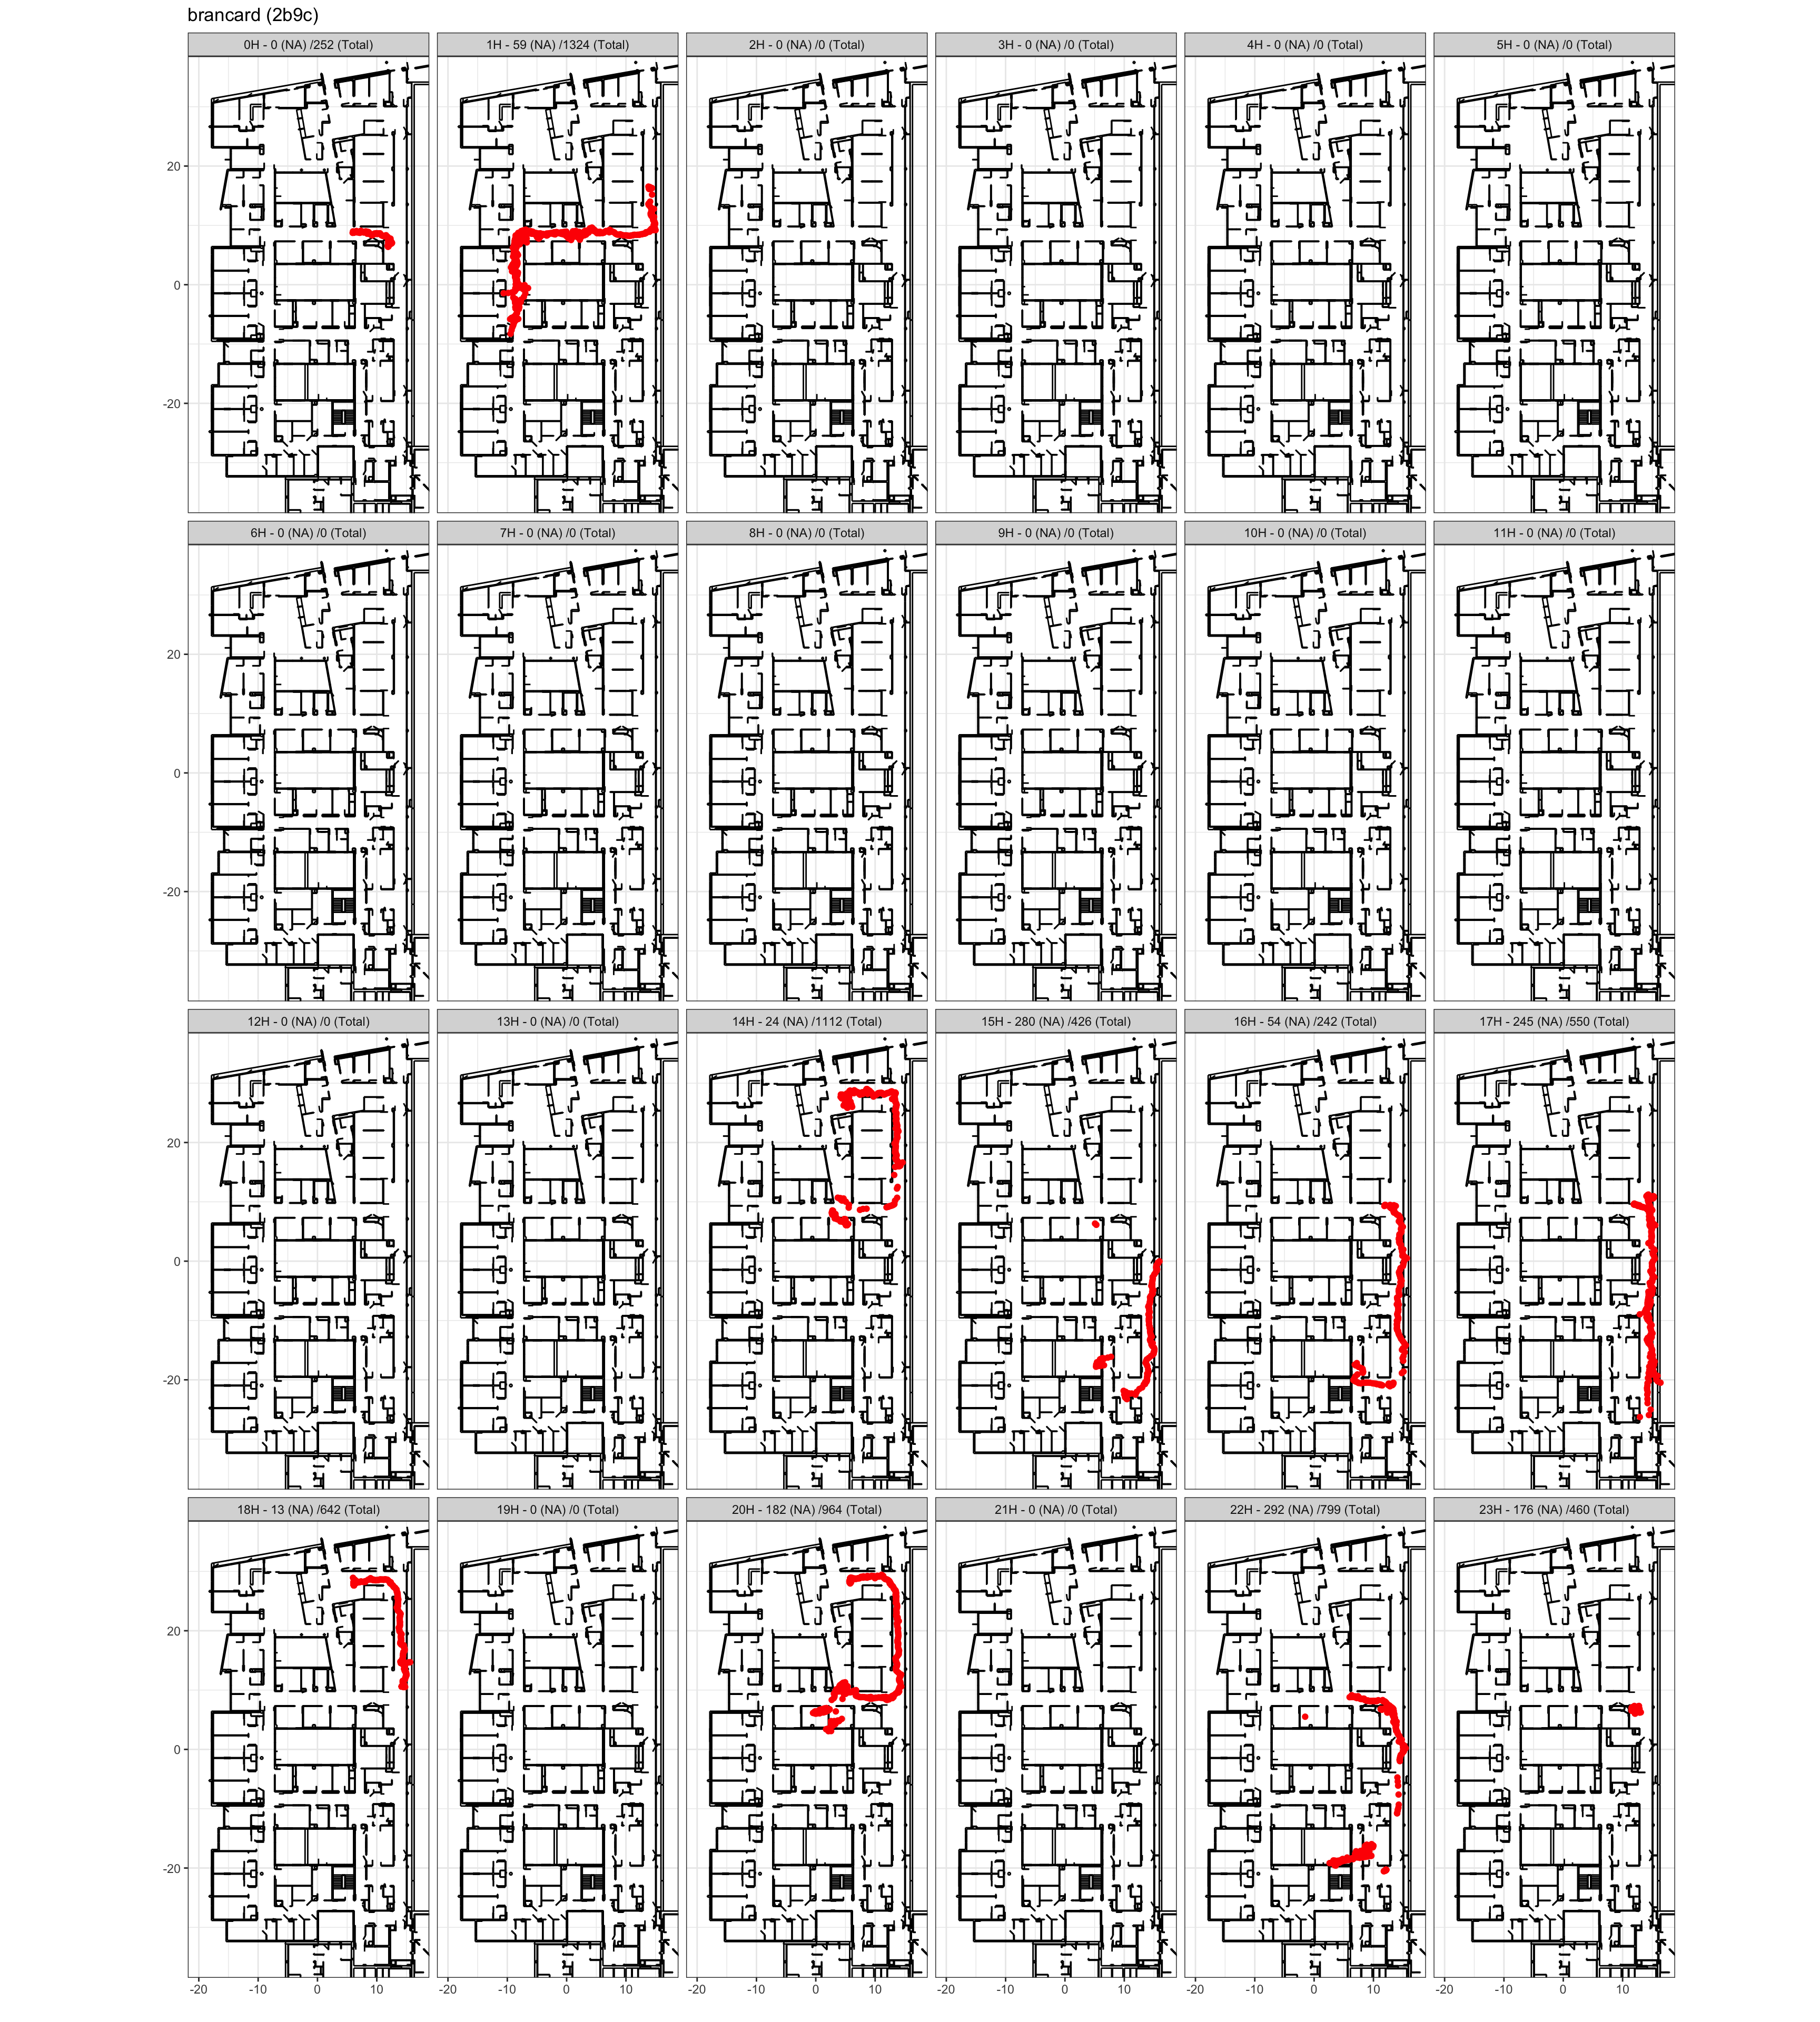 brancard (2b9c)
0H - 0 (NA) /252 (Total) 1H - 59 (NA) /1324 (Total) 2H - 0 (NA) /0 (Total) 3H - 0 (NA) /0 (Total) 4H - 0 (NA) /0 (Total) 5H - 0 (NA) /0 (Total)
20
0
-20
6H - 0 (NA) /0 (Total) 7H - 0 (NA) /0 (Total) 8H - 0 (NA) /0 (Total) 9H - 0 (NA) /0 (Total) 10H - 0 (NA) /0 (Total) 11H - 0 (NA) /0 (Total)
20
0
-20
12H - 0 (NA) /0 (Total) 13H - 0 (NA) /0 (Total) 14H - 24 (NA) /1112 (Total) 15H - 280 (NA) /426 (Total) 16H - 54 (NA) /242 (Total) 17H - 245 (NA) /550 (Total)
20
0
-20
18H - 13 (NA) /642 (Total) 19H - 0 (NA) /0 (Total) 20H - 182 (NA) /964 (Total) 21H - 0 (NA) /0 (Total) 22H - 292 (NA) /799 (Total) 23H - 176 (NA) /460 (Total)
20
0
-20
-20 -10 0 10 -20 -10 0 10 -20 -10 0 10 -20 -10 0 10 -20 -10 0 10 -20 -10 0 10